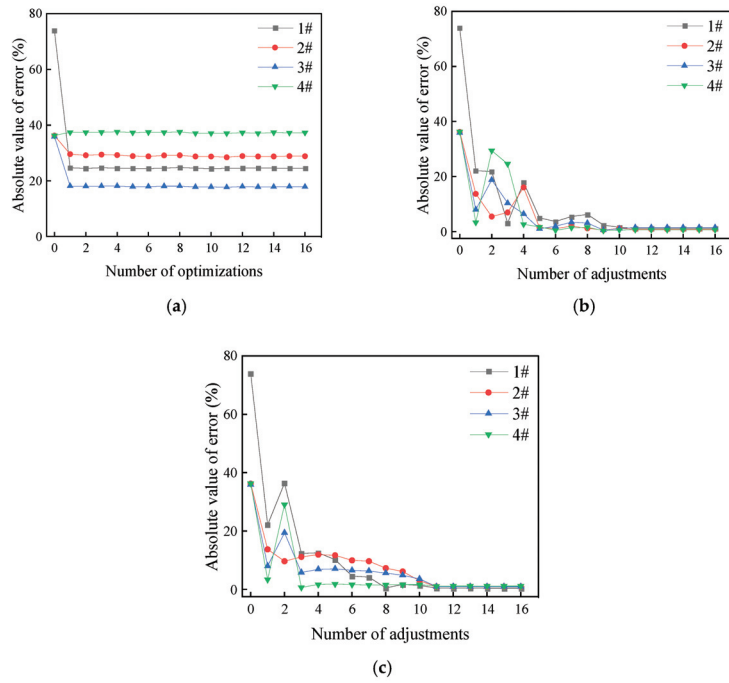 80
60
40
20
0
Absolute value of error (%)
1#
2#
3#
4#
0 2 4 6 8 10 12 14 16
Number of optimizations
(a)
80
60
40
20
0
Absolute value of error (%)
1#
2#
3#
4#
0 2 4 6 8 10 12 14 16
Number of adjustments
(b)
80
60
40
20
0
Absolute value of error (%)
1#
2#
3#
4#
0 2 4 6 8 10 12 14 16
Number of adjustments
(c)